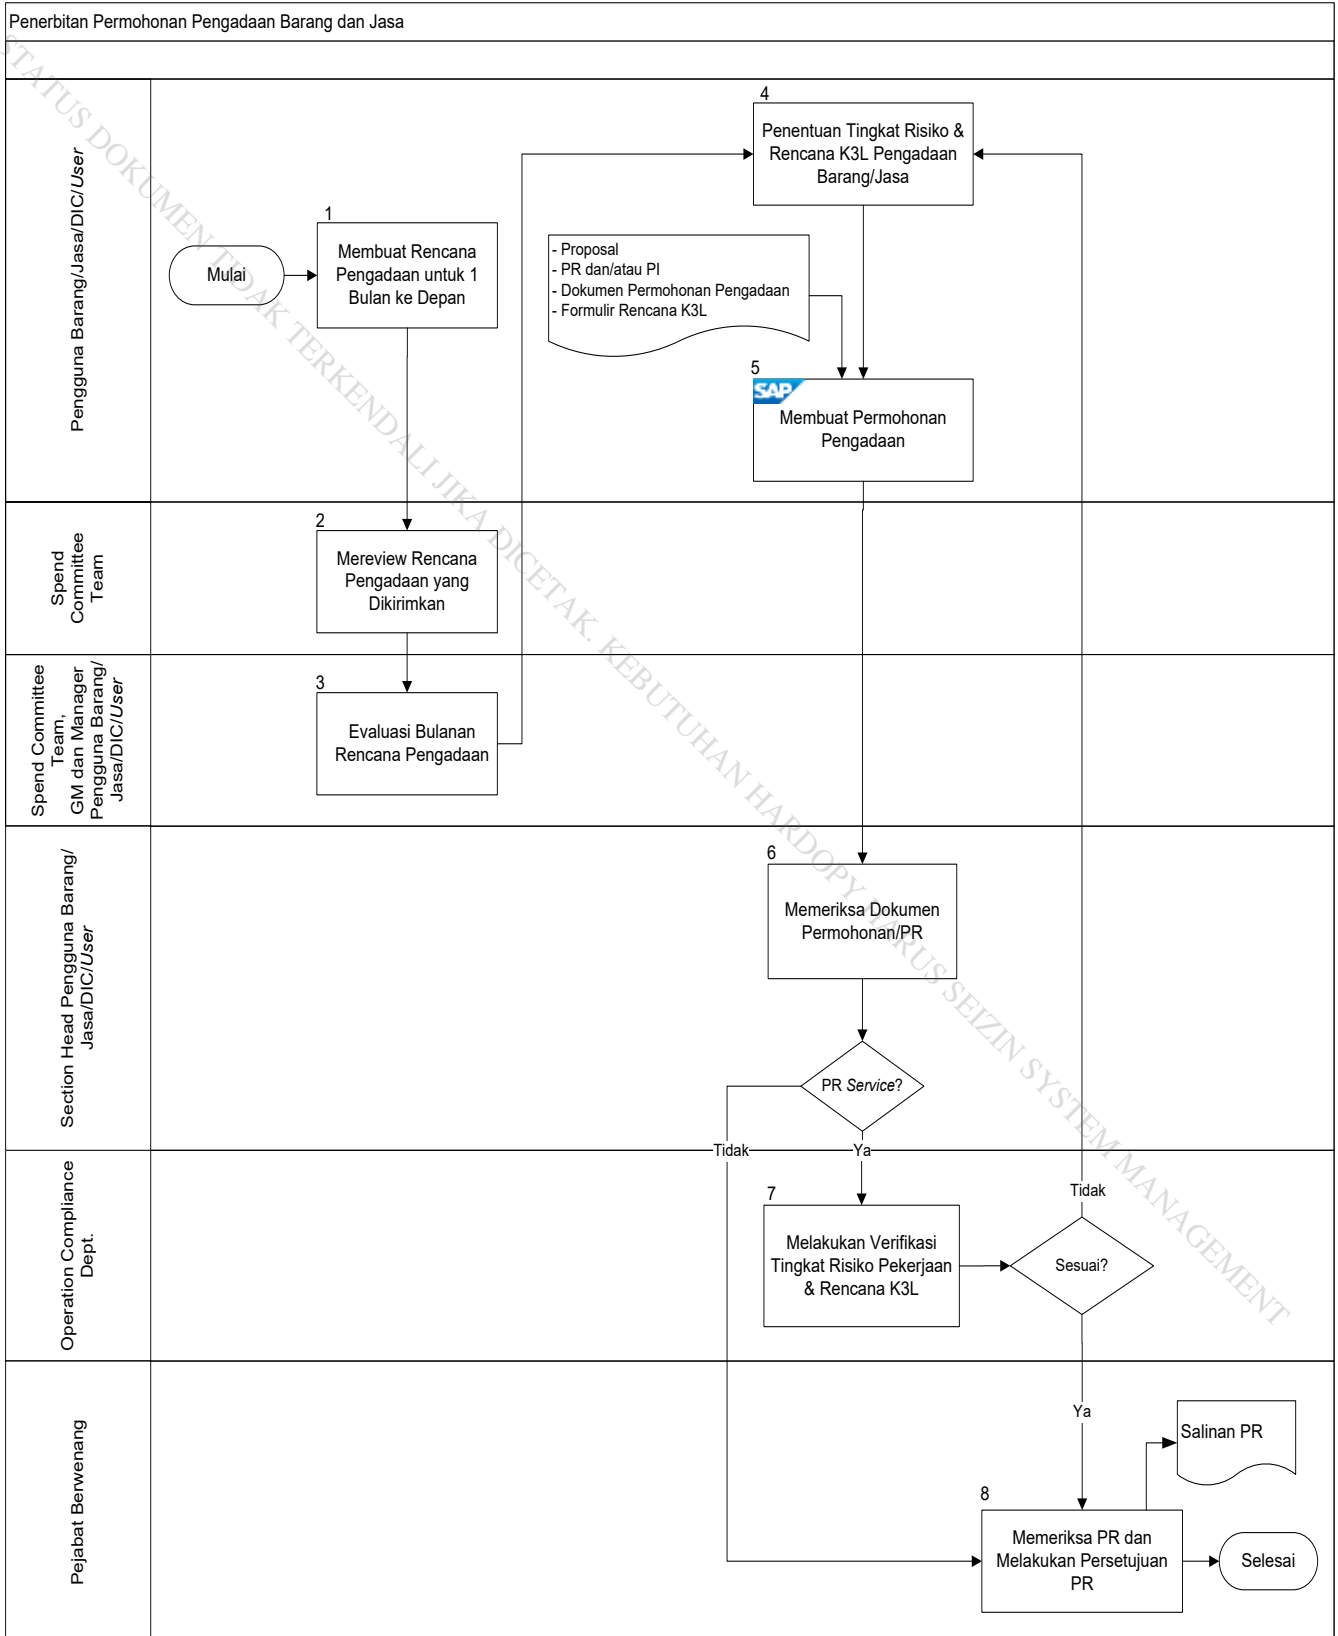 Penerbitan Permohonan Pengadaan Barang dan Jasa
STATUS DOKUMEN TIDAK TERKENDALI JIKA DICETAK. KEBUTUHAN HARDOPY HARUS SEIZIN SYSTEM MANAGEMENT
Pengguna Barang/Jasa/DIC/User
Mulai
1
Membuat Rencana
Pengadaan untuk 1
Bulan ke Depan
4
Penentuan Tingkat Risiko &
Rencana K3L Pengadaan
Barang/Jasa
- Proposal
- PR dan/atau PI
- Dokumen Permohonan Pengadaan
- Formulir Rencana K3L
5
SAP
Membuat Permohonan
Pengadaan
Spend
Committee
Team
2
Mereview Rencana
Pengadaan yang
Dikirimkan
Spend Committee
Team,
GM dan Manager
Pengguna Barang/
Jasa/DIC/User
3
Evaluasi Bulanan
Rencana Pengadaan
Section Head Pengguna Barang/
Jasa/DIC/User
6
Memeriksa Dokumen
Permohonan/PR
PR Service?
Tidak
Ya
Operation Compliance
Dept.
7
Melakukan Verifikasi
Tingkat Risiko Pekerjaan
& Rencana K3L
Tidak
Sesuai?
Ya
Pejabat Berwenang
Salinan PR
8
Memeriksa PR dan
Melakukan Persetujuan
PR
Selesai